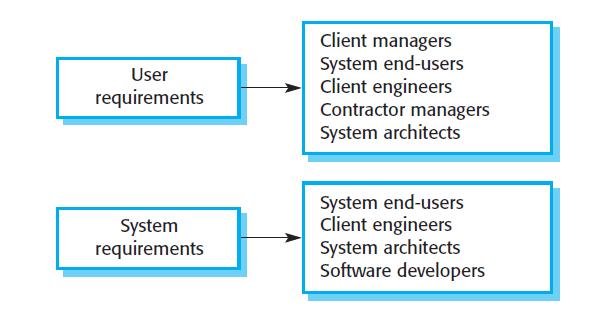 User
requirements
Client managers
System end-users
Client engineers
Contractor managers
System architects
System
requirements
System end-users
Client engineers
System architects
Software developers